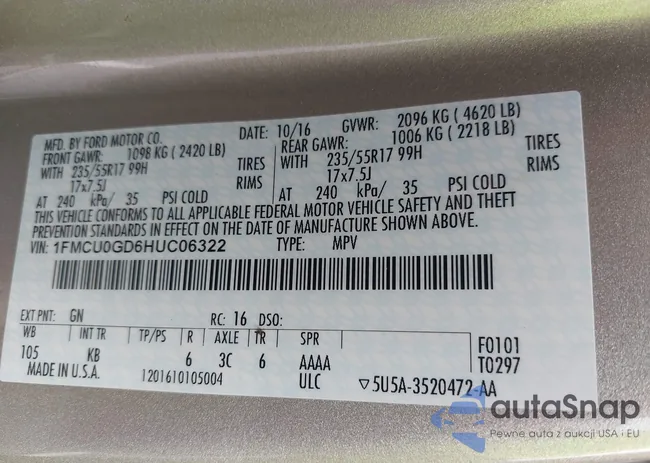 MFD. BY FORD MOTOR CO.
DATE: 10/16 GVWR: 2096 KG ( 4620 LB)
FRONT GAWR: 1098 KG ( 2420 LB)
REAR GAWR: 1006 KG ( 2218 LB)
WITH 235/55R17 99H TIRES
WITH 235/55R17 99H TIRES
17x7.5J RIMS
17x7.5J RIMS
AT 240 kPa/ 35 PSI COLD
AT 240 kPa/ 35 PSI COLD
THIS VEHICLE CONFORMS TO ALL APPLICABLE FEDERAL MOTOR VEHICLE SAFETY AND THEFT
PREVENTION STANDARDS IN EFFECT ON THE DATE OF MANUFACTURE SHOWN ABOVE.
VIN: 1FMCU0GD6HUC06322 TYPE: MPV
EXT PNT: GN RC: 16 DSO:
WB INT TR TP/PS R AXLE TR SPR F0101
105 KB 6 3C 6 AAAA T0297
MADE IN U.S.A. 1201610105004 ULC ▽5U5A-3520472-AA
autaSnap
Pewne auta z aukcji USA i EU